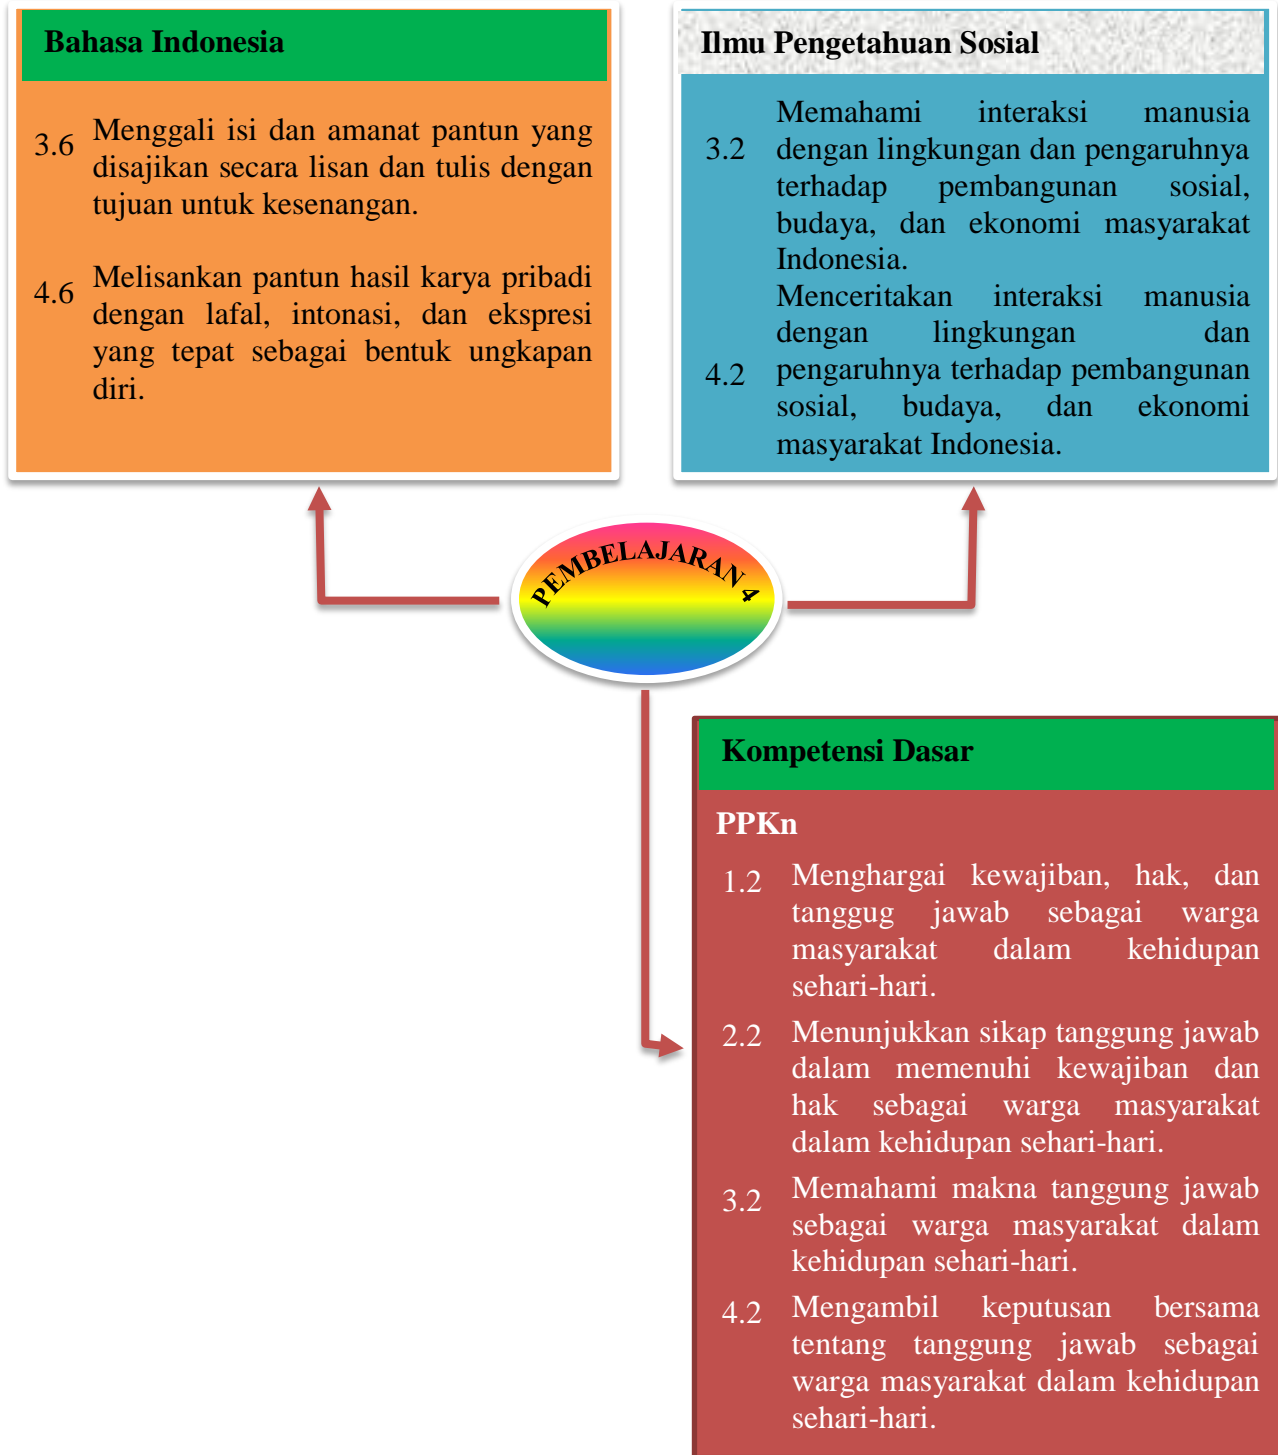 Bahasa Indonesia
3.6 Menggali isi dan amanat pantun yang
disajikan secara lisan dan tulis dengan
tujuan untuk kesenangan.
4.6 Melisankan pantun hasil karya pribadi
dengan lafal, intonasi, dan ekspresi
yang tepat sebagai bentuk ungkapan
diri.
Ilmu Pengetahuan Sosial
Memahami interaksi manusia
3.2 dengan lingkungan dan pengaruhnya
terhadap pembangunan sosial,
budaya, dan ekonomi masyarakat
Indonesia.
Menceritakan interaksi manusia
dengan lingkungan dan
4.2 pengaruhnya terhadap pembangunan
sosial, budaya, dan ekonomi
masyarakat Indonesia.
PEMBELAJARAN 4
Kompetensi Dasar
PPKn
1.2 Menghargai kewajiban, hak, dan
tanggug jawab sebagai warga
masyarakat dalam kehidupan
sehari-hari.
2.2 Menunjukkan sikap tanggung jawab
dalam memenuhi kewajiban dan
hak sebagai warga masyarakat
dalam kehidupan sehari-hari.
3.2 Memahami makna tanggung jawab
sebagai warga masyarakat dalam
kehidupan sehari-hari.
4.2 Mengambil keputusan bersama
tentang tanggung jawab sebagai
warga masyarakat dalam kehidupan
sehari-hari.